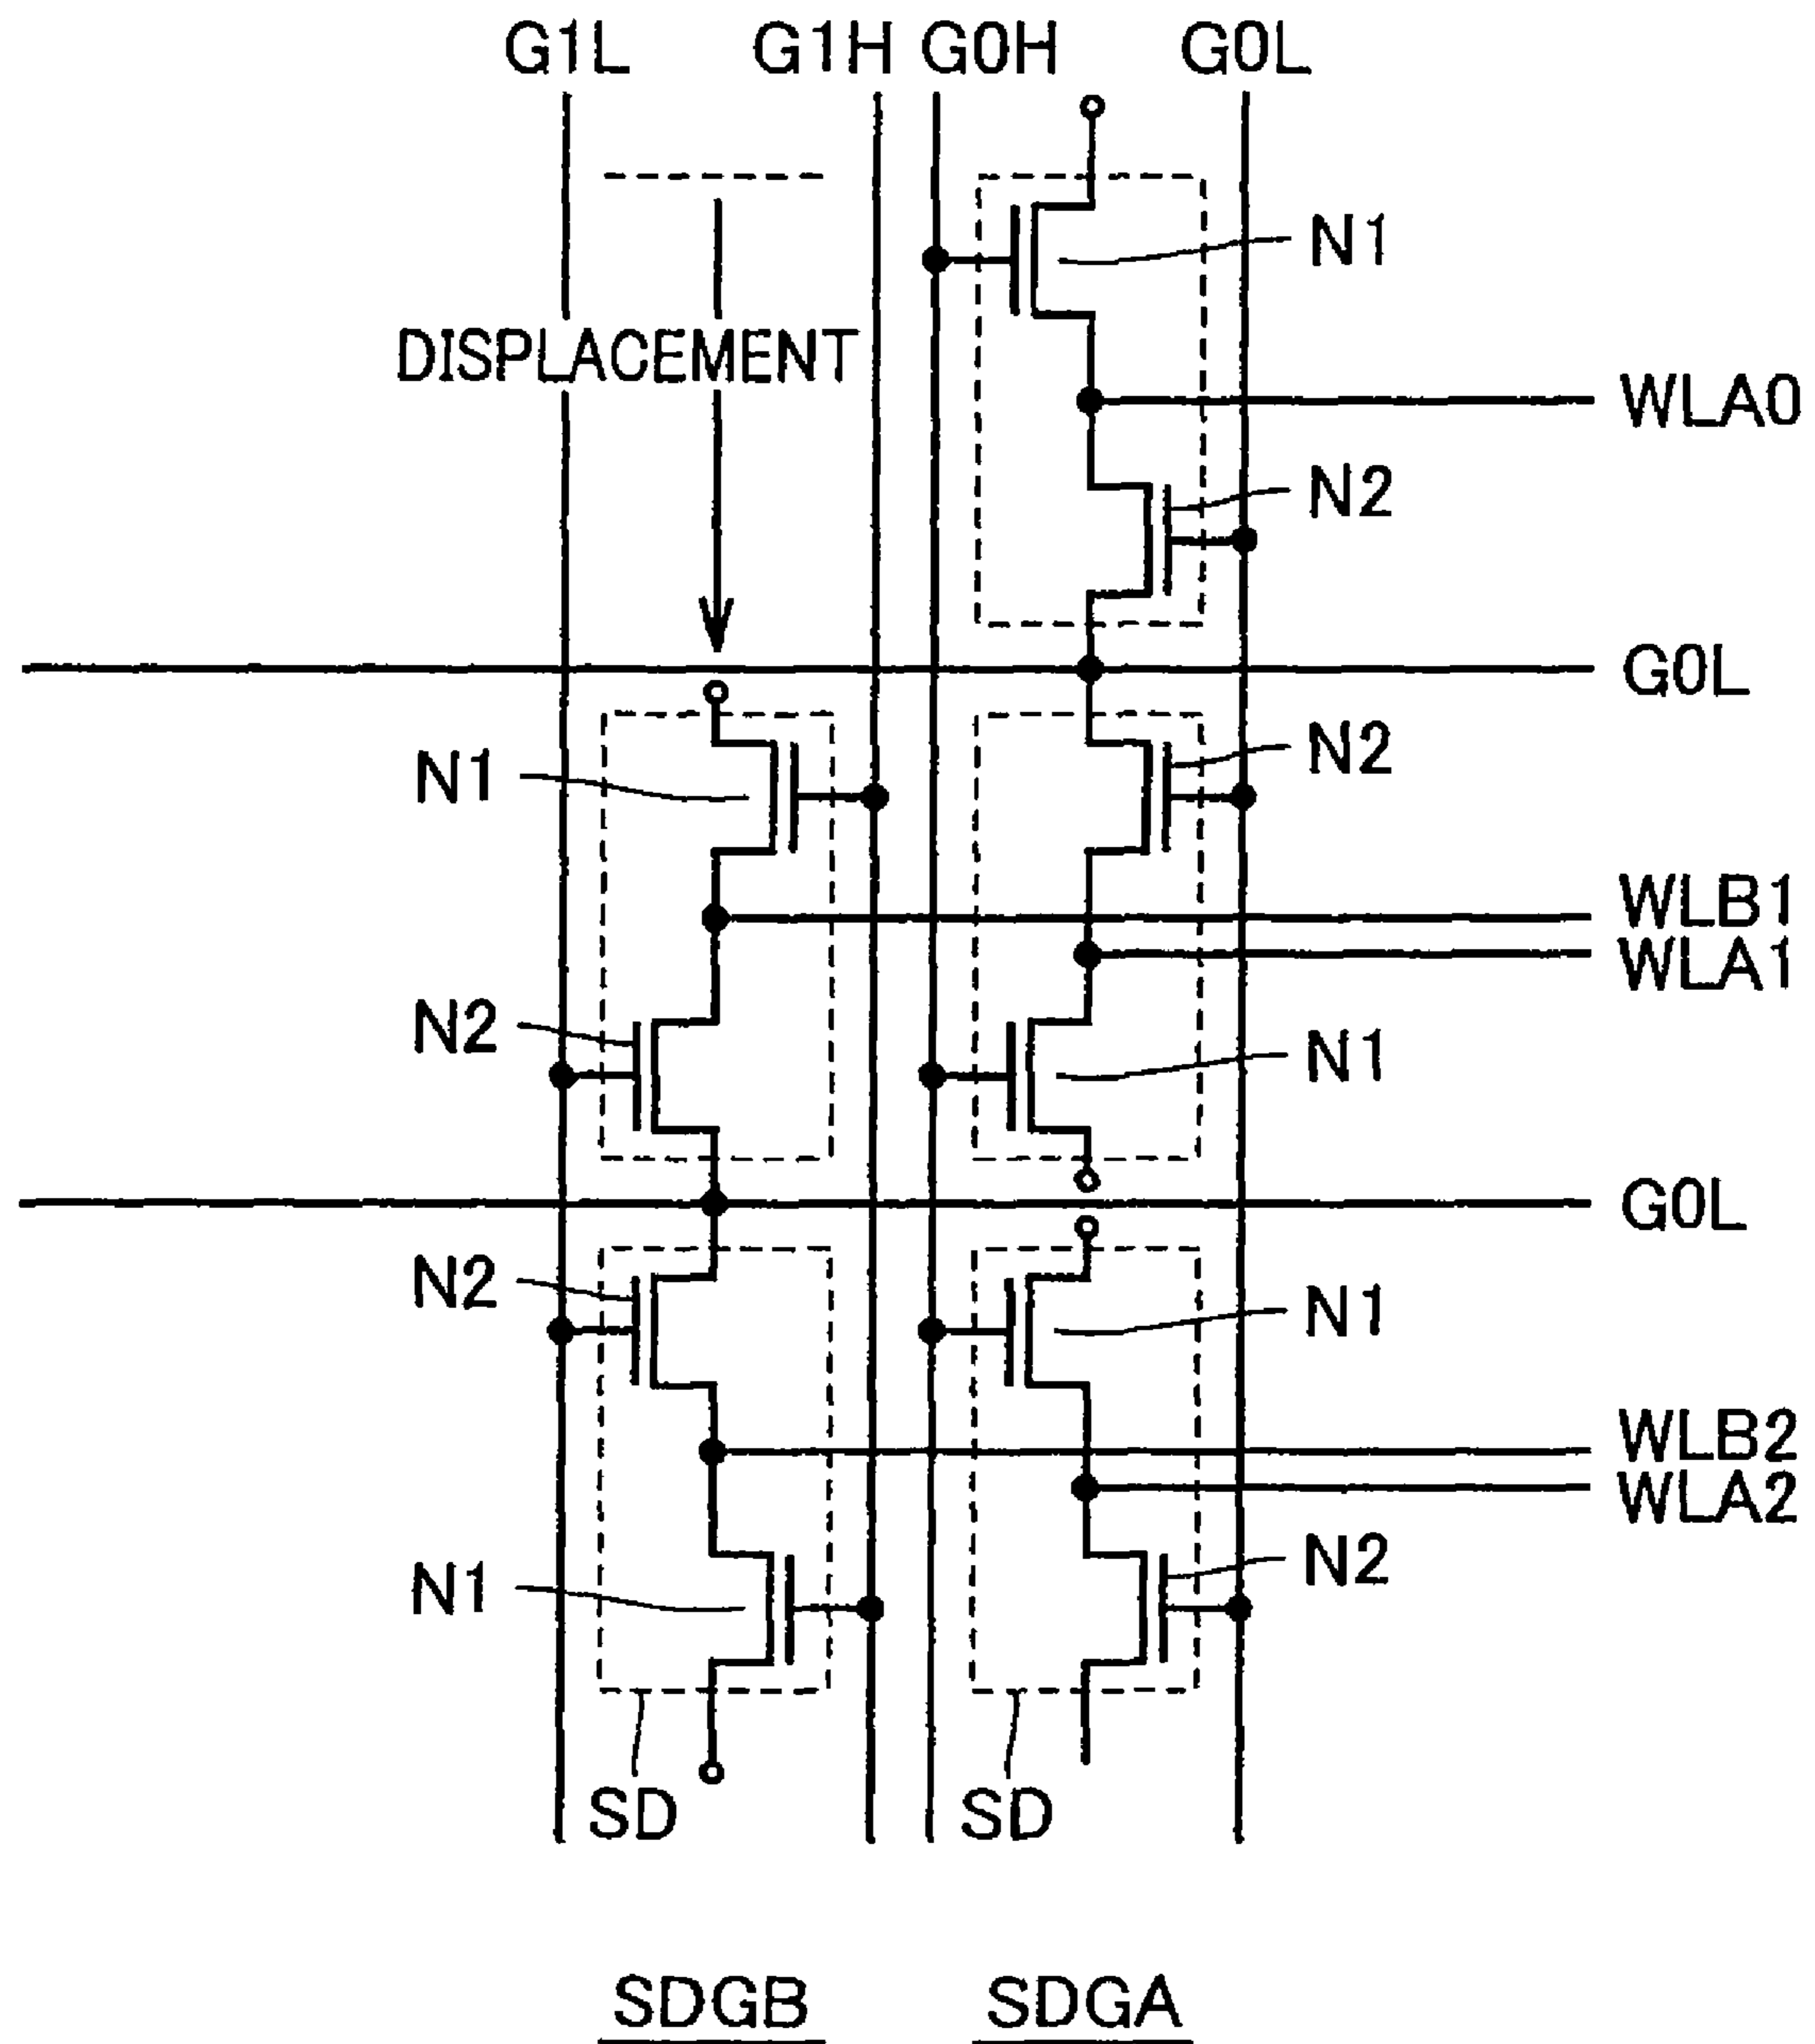 G1L G1H G0H G0L
N1
DISPLACEMENT
WLA0
N2
G0L
N1 N2
WLB1
WLA1
N2 N1
G0L
N2 N1
WLB2
WLA2
N1 N2
SD SD
SDGB SDGA